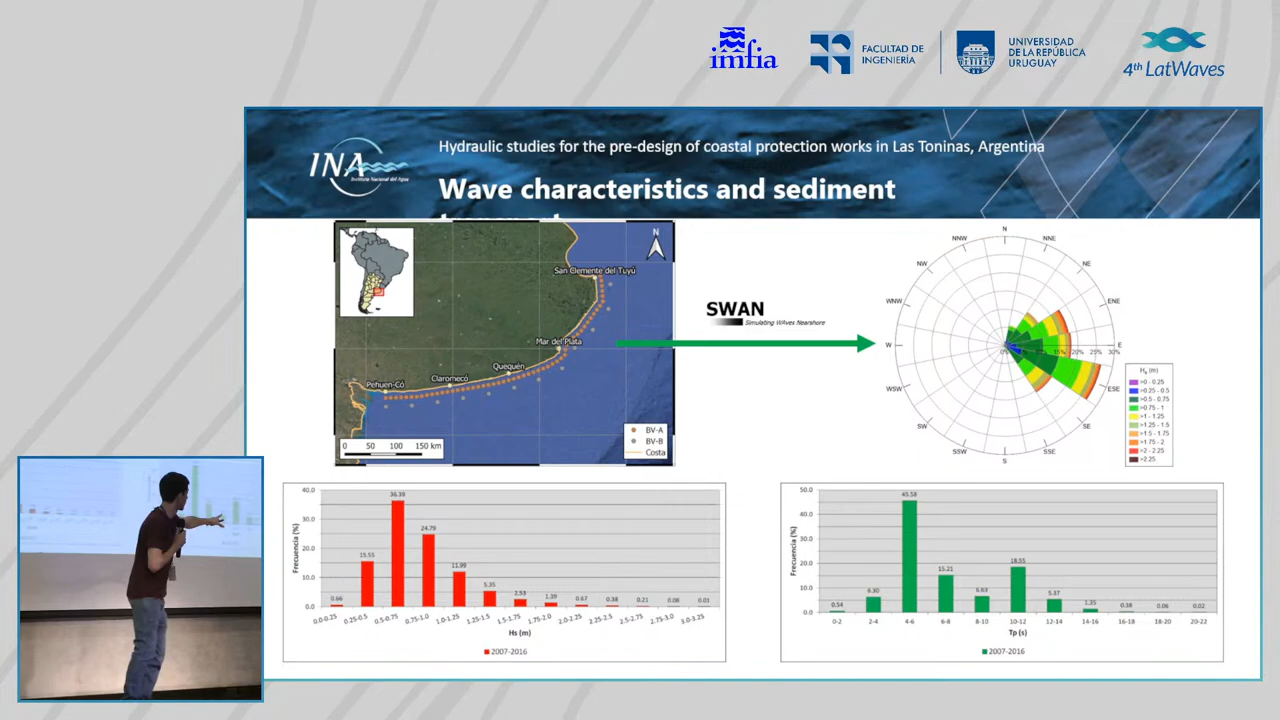 imfia
FACULTAD DE
INGENIERÍA
UNIVERSIDAD
DE LA REPÚBLICA
URUGUAY
4th LatWaves
INA
Instituto Nacional del Agua
Hydraulic studies for the pre-design of coastal protection works in Las Toninas, Argentina
Wave characteristics and sediment
N
San Clemente del Tuyú
Mar del Plata
Quequén
Claromecó
Pehuen-Có
0 50 100 150 km
BV-A
BV-B
Costa
SWAN
Simulating WAves Nearshore
N
NNW
NNE
NW
NE
WNW
ENE
W
E
0%
15% 20% 25% 30%
WSW
ESE
SW
SE
SSW
SSE
S
Hs (m)
>0 - 0.25
>0.25 - 0.5
>0.5 - 0.75
>0.75 - 1
>1 - 1.25
>1.25 - 1.5
>1.5 - 1.75
>1.75 - 2
>2 - 2.25
>2.25
Frecuencia (%)
40.0
30.0
20.0
10.0
0.0
0.66
15.55
36.39
24.79
11.99
5.35
2.53
1.39
0.67
0.38
0.21
0.08
0.01
0.0-0.25
0.25-0.5
0.5-0.75
0.75-1.0
1.0-1.25
1.25-1.5
1.5-1.75
1.75-2.0
2.0-2.25
2.25-2.5
2.5-2.75
2.75-3.0
3.0-3.25
Hs (m)
2007-2016
Frecuencia (%)
50.0
40.0
30.0
20.0
10.0
0.0
0.54
6.30
45.58
15.21
6.63
18.55
5.37
1.35
0.38
0.06
0.02
0-2
2-4
4-6
6-8
8-10
10-12
12-14
14-16
16-18
18-20
20-22
Tp (s)
2007-2016